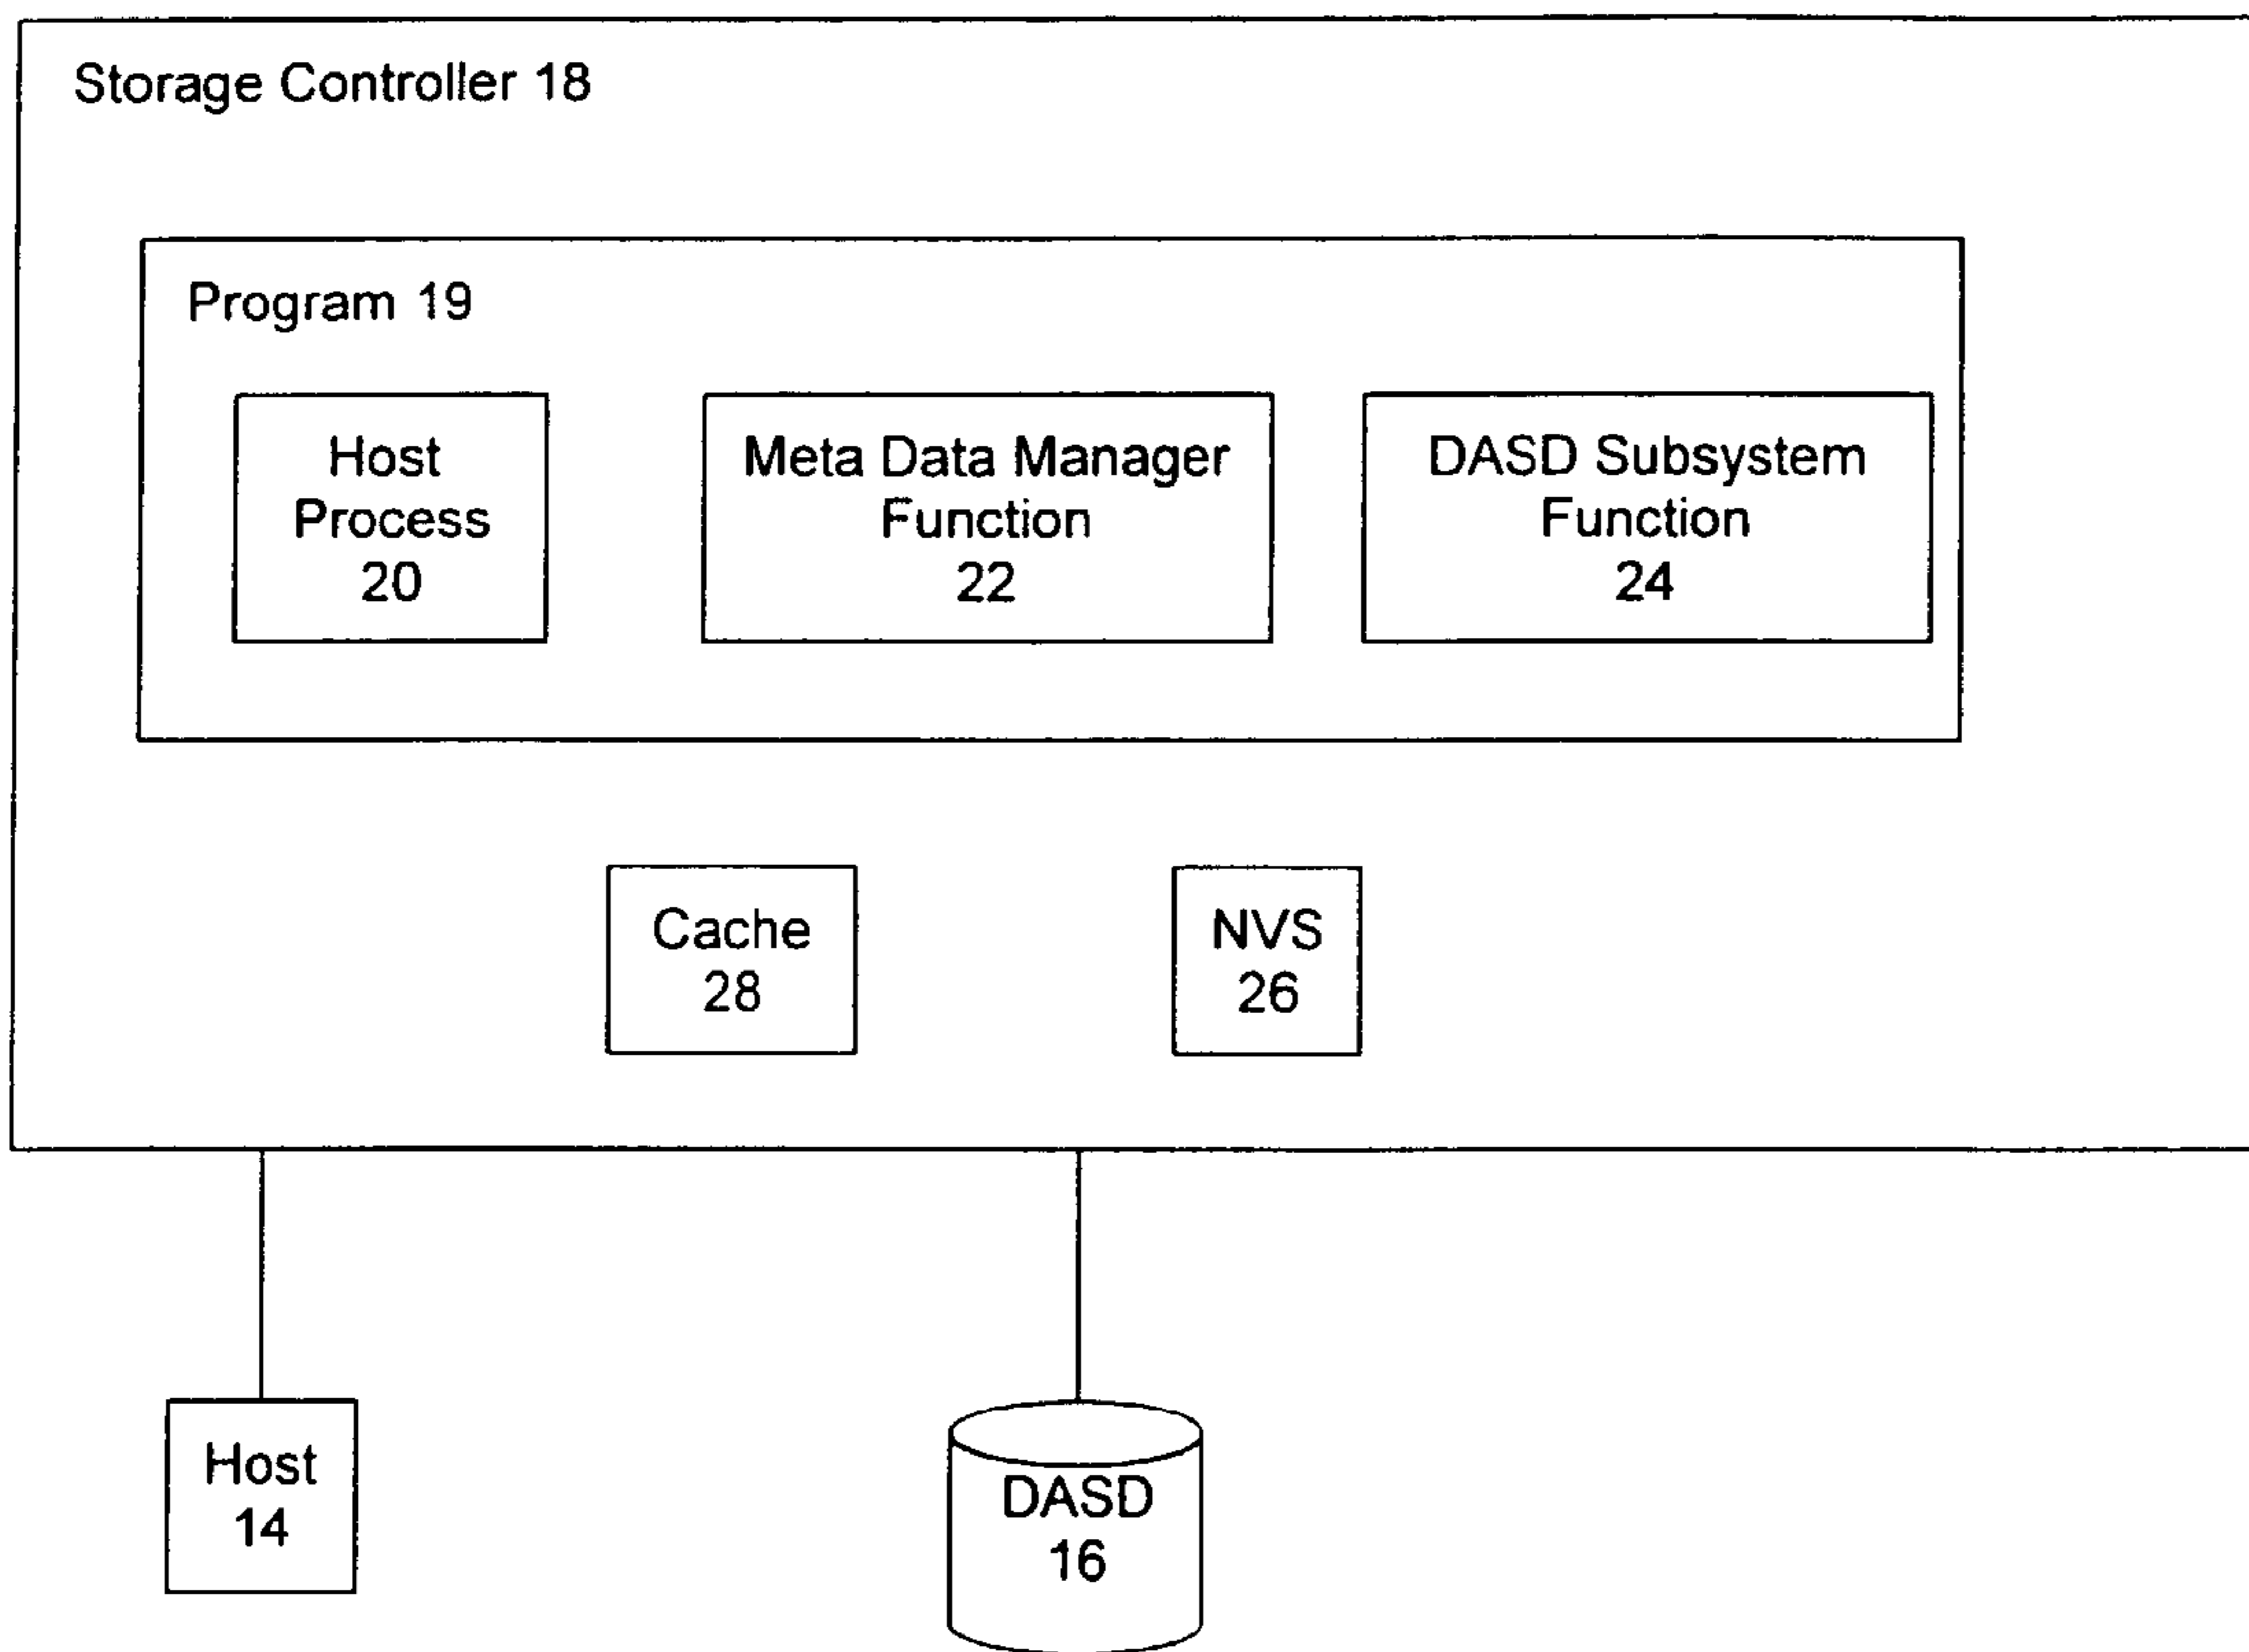 Storage Controller 18
Program 19
Host
Process
20
Meta Data Manager
Function
22
DASD Subsystem
Function
24
Cache
28
NVS
26
Host
14
DASD
16